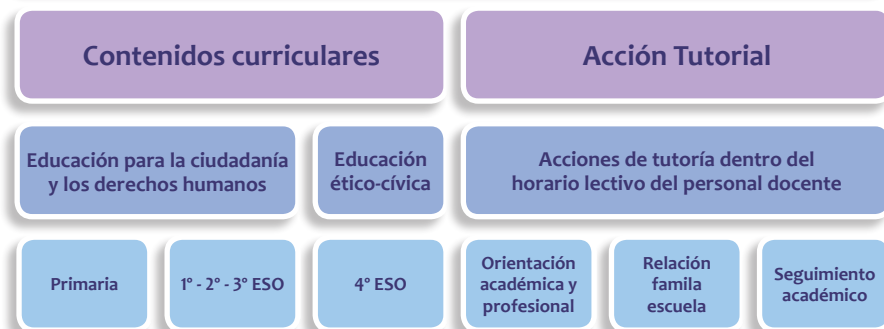 Contenidos curriculares
Acción Tutorial
Educación para la ciudadanía
y los derechos humanos
Educación
ético-cívica
Acciones de tutoría dentro del
horario lectivo del personal docente
Primaria
1º - 2º - 3º ESO
4º ESO
Orientación
académica y
profesional
Relación
famila
escuela
Seguimiento
académico